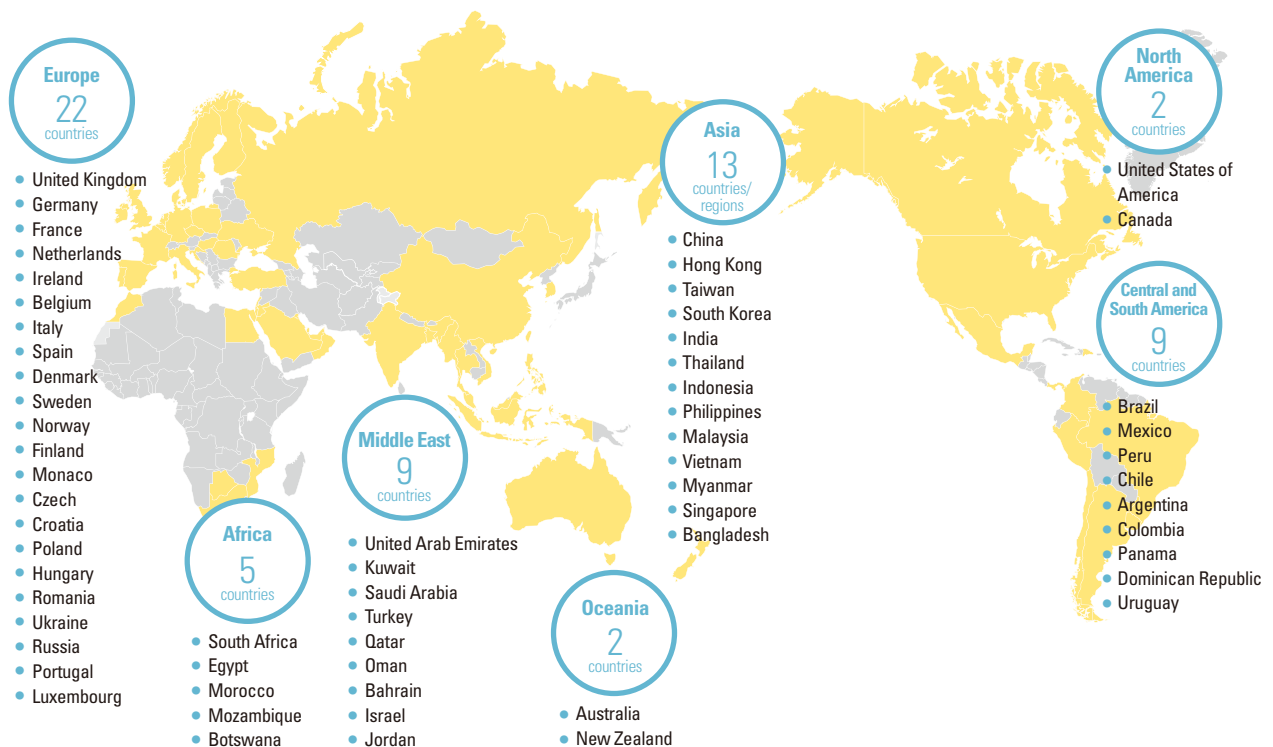 Europe
22
countries
United Kingdom
Germany
France
Netherlands
Ireland
Belgium
Italy
Spain
Denmark
Sweden
Norway
Finland
Monaco
Czech
Croatia
Poland
Hungary
Romania
Ukraine
Russia
Portugal
Luxembourg
Africa
5
countries
South Africa
Egypt
Morocco
Mozambique
Botswana
Middle East
9
countries
United Arab Emirates
Kuwait
Saudi Arabia
Turkey
Qatar
Oman
Bahrain
Israel
Jordan
Oceania
2
countries
Australia
New Zealand
Asia
13
countries/
regions
China
Hong Kong
Taiwan
South Korea
India
Thailand
Indonesia
Philippines
Malaysia
Vietnam
Myanmar
Singapore
Bangladesh
North
America
2
countries
United States of
America
Canada
Central and
South America
9
countries
Brazil
Mexico
Peru
Chile
Argentina
Colombia
Panama
Dominican Republic
Uruguay